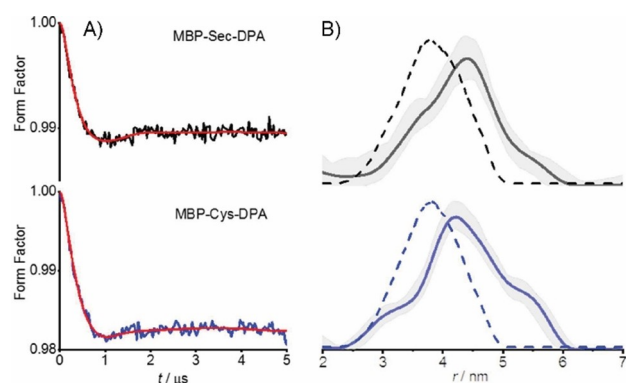 A)
MBP-Sec-DPA
1.00
0.99
Form Factor
MBP-Cys-DPA
1.00
0.99
0.98
Form Factor
0 1 2 3 4 5
t / µs
B)
2 3 4 5 6 7
r / nm